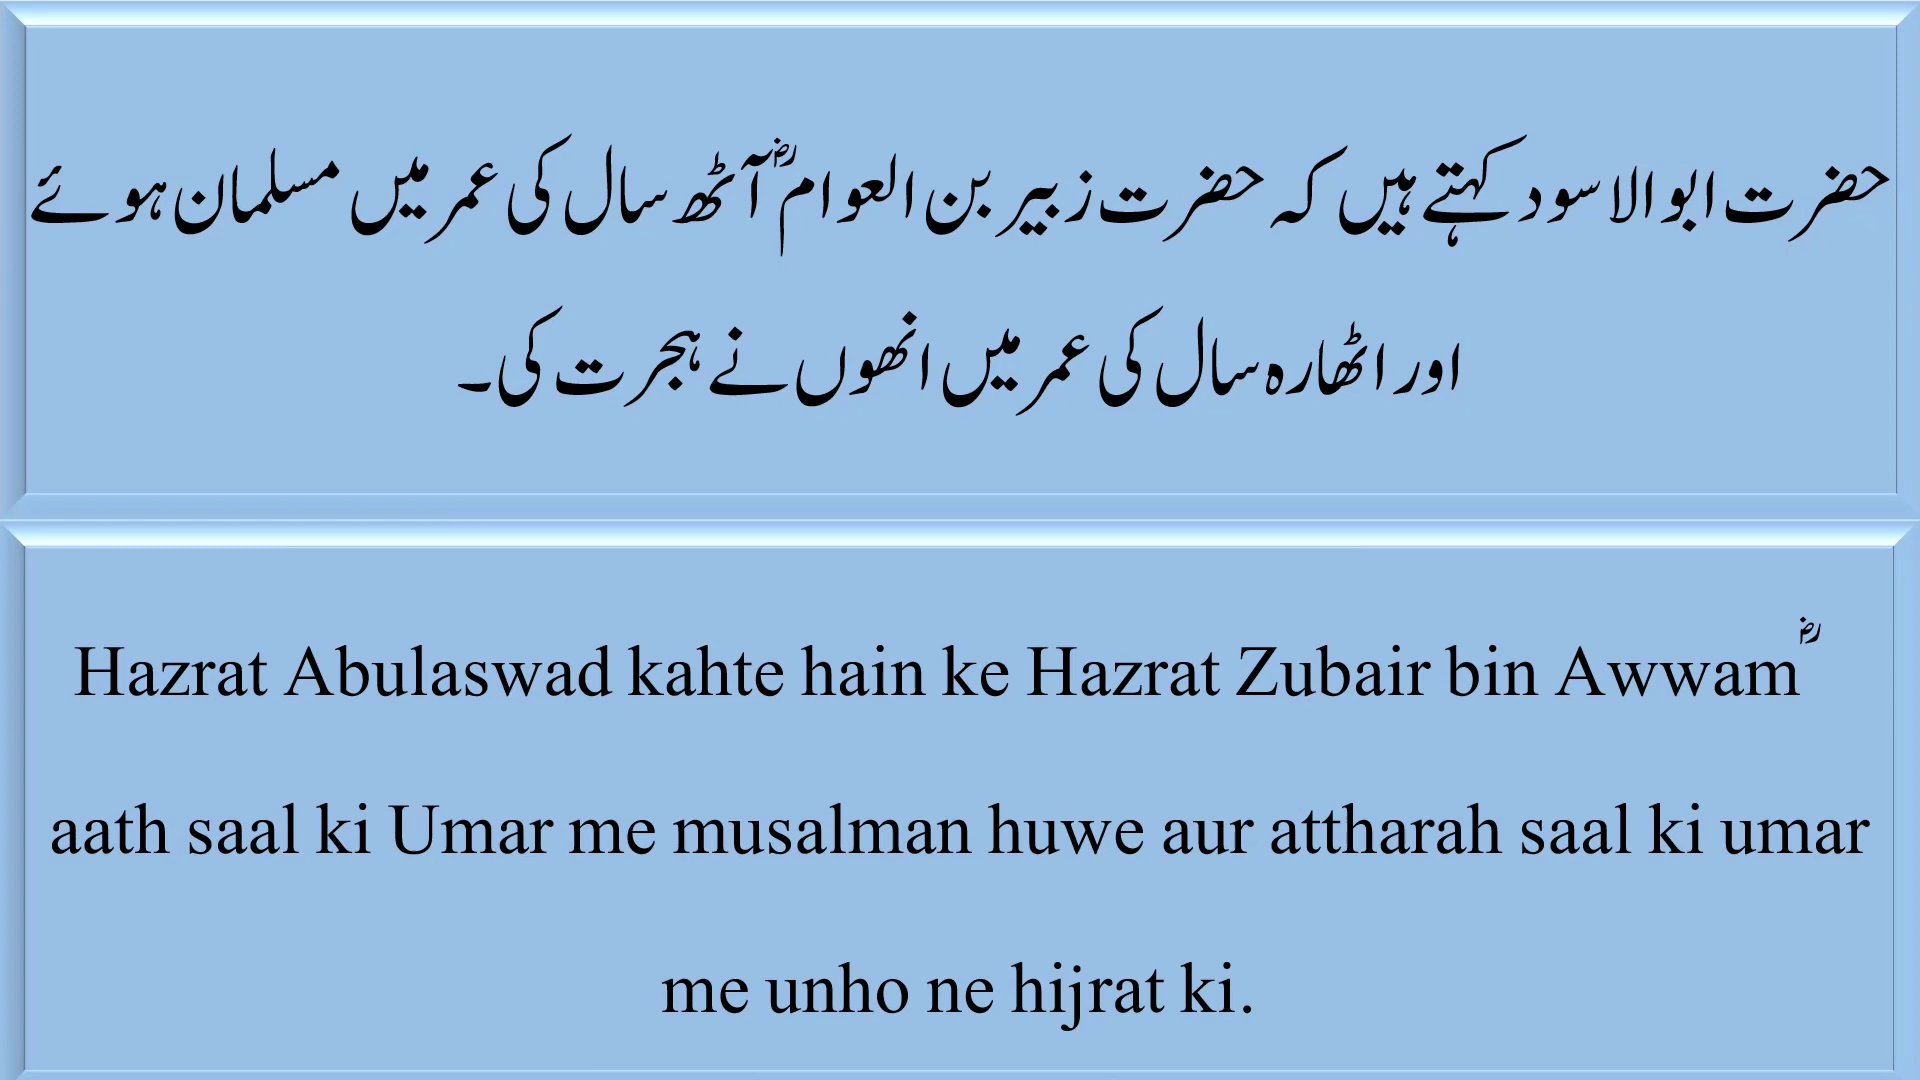 حضرت ابوالاسود کہتے ہیں کہ حضرت زبیر بن العوامؓ آٹھ سال کی عمر میں مسلمان ہوئے
اور اٹھارہ سال کی عمر میں انھوں نے ہجرت کی۔
Hazrat Abulaswad kahte hain ke Hazrat Zubair bin Awwamؓ
aath saal ki Umar me musalman huwe aur attharah saal ki umar
me unho ne hijrat ki.